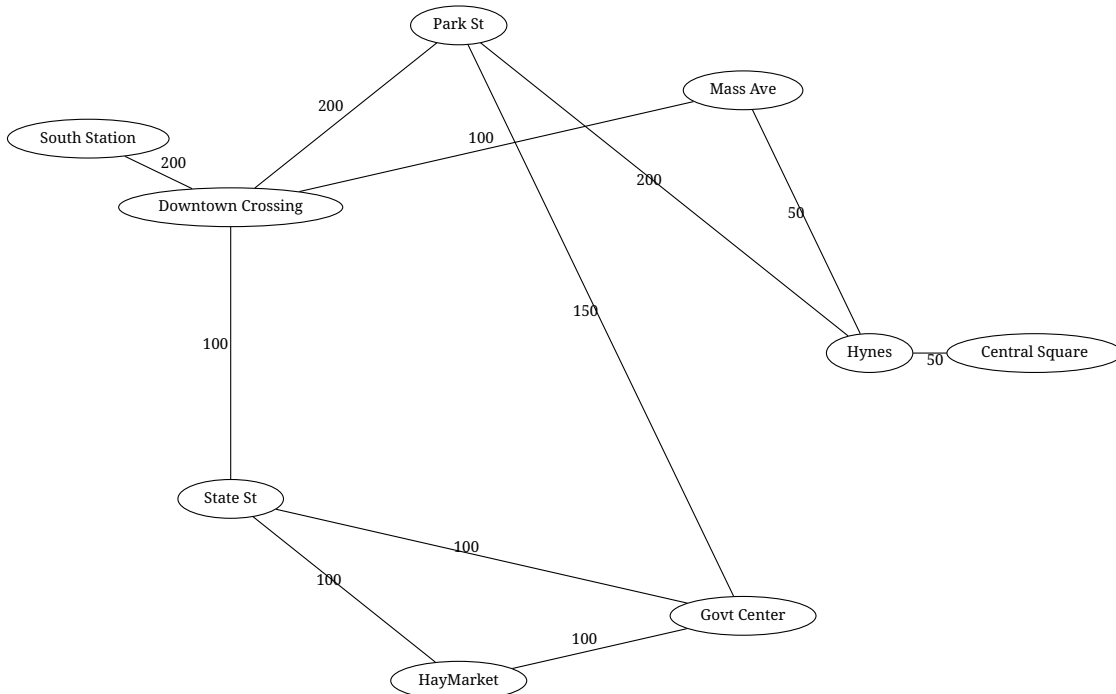 Park St
Mass Ave
200
South Station
100
200
200
Downtown Crossing
50
150
100
Hynes
Central Square
50
State St
100
100
Govt Center
100
HayMarket